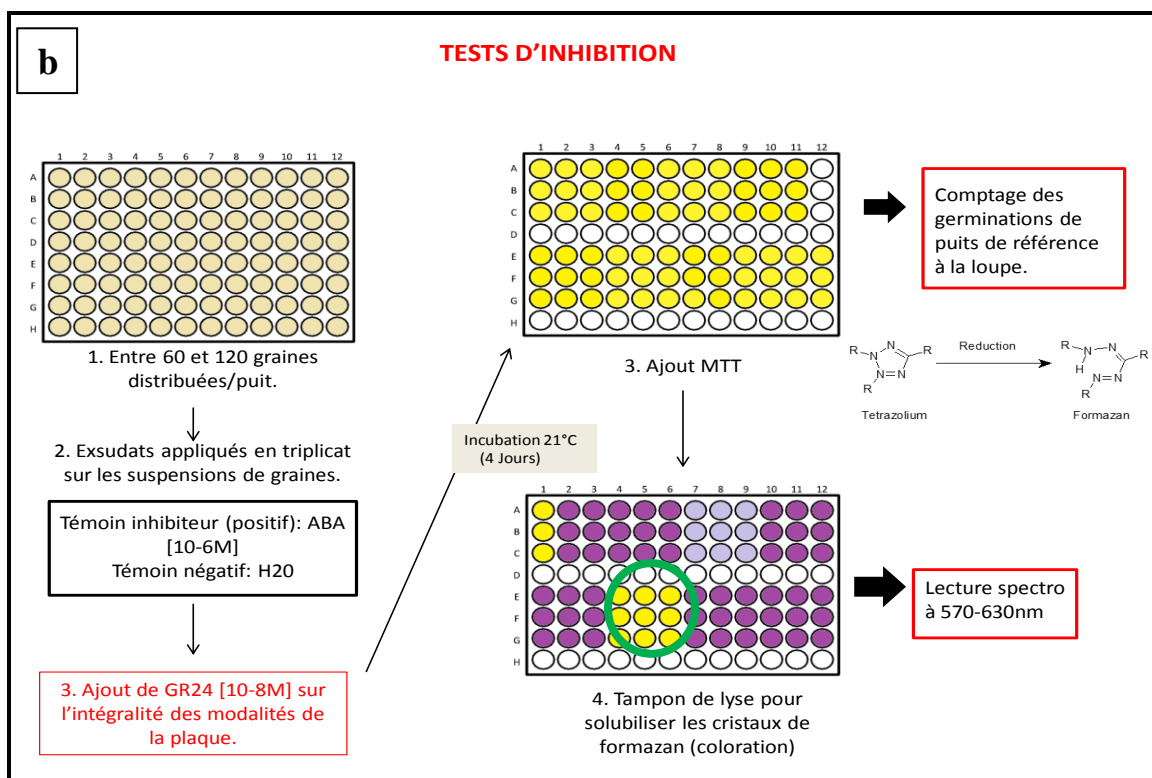 b
TESTS D’INHIBITION
1 2 3 4 5 6 7 8 9 10 11 12
A
B
C
D
E
F
G
H
1. Entre 60 et 120 graines
distribuées/puit.
2. Exsudats appliqués en triplicat
sur les suspensions de graines.
Témoin inhibiteur (positif): ABA
[10-6M]
Témoin négatif: H20
3. Ajout de GR24 [10-8M] sur
l’intégralité des modalités de
la plaque.
Incubation 21°C
(4 Jours)
1 2 3 4 5 6 7 8 9 10 11 12
A
B
C
D
E
F
G
H
3. Ajout MTT
Comptage des
germinations de
puits de référence
à la loupe.
R N N N N R R
Reduction
R N N H N N R R
Tetrazolium
Formazan
1 2 3 4 5 6 7 8 9 10 11 12
A
B
C
D
E
F
G
H
4. Tampon de lyse pour
solubiliser les cristaux de
formazan (coloration)
Lecture spectro
à 570-630nm